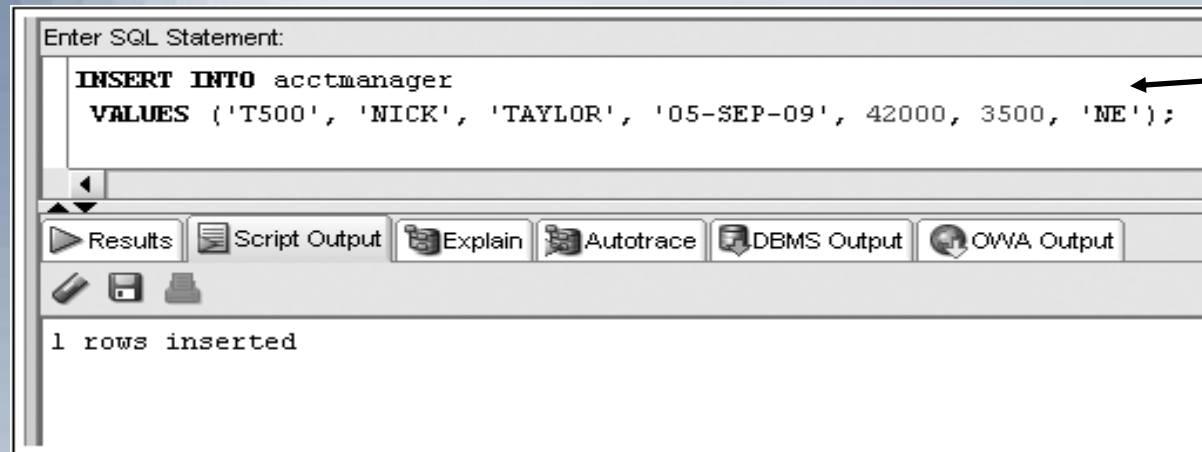 Enter SQL Statement:
INSERT INTO acctmanager
VALUES ('T500', 'NICK', 'TAYLOR', '05-SEP-09', 42000, 3500, 'NE');
Results Script Output Explain Autotrace DBMS Output OWA Output
1 rows inserted